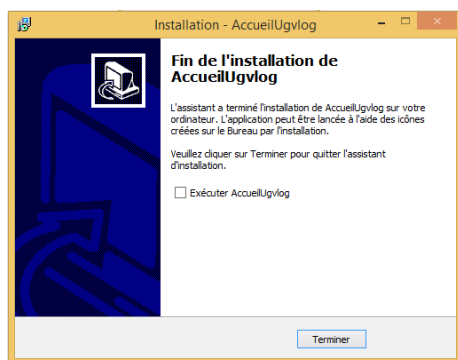 Installation - AccueilUgvlog
Fin de l'installation de
AccueilUgvlog
L'assistant a terminé l'installation de AccueilUgvlog sur votre
ordinateur. L'application peut être lancée à l'aide des icônes
créées sur le Bureau par l'installation.
Veuillez cliquer sur Terminer pour quitter l'assistant
d'installation.
Exécuter AccueilUgvlog
Terminer